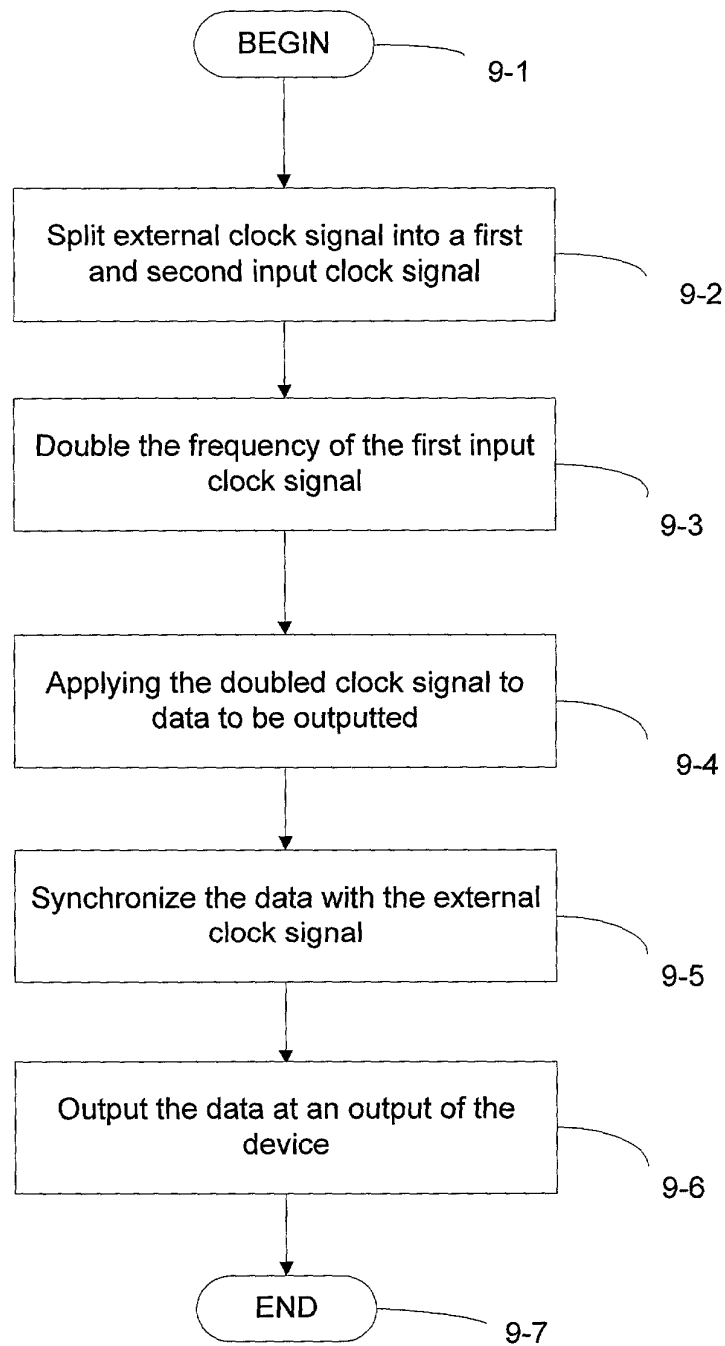 BEGIN
9-1
Split external clock signal into a first
and second input clock signal
9-2
Double the frequency of the first input
clock signal
9-3
Applying the doubled clock signal to
data to be outputted
9-4
Synchronize the data with the external
clock signal
9-5
Output the data at an output of the
device
9-6
END
9-7